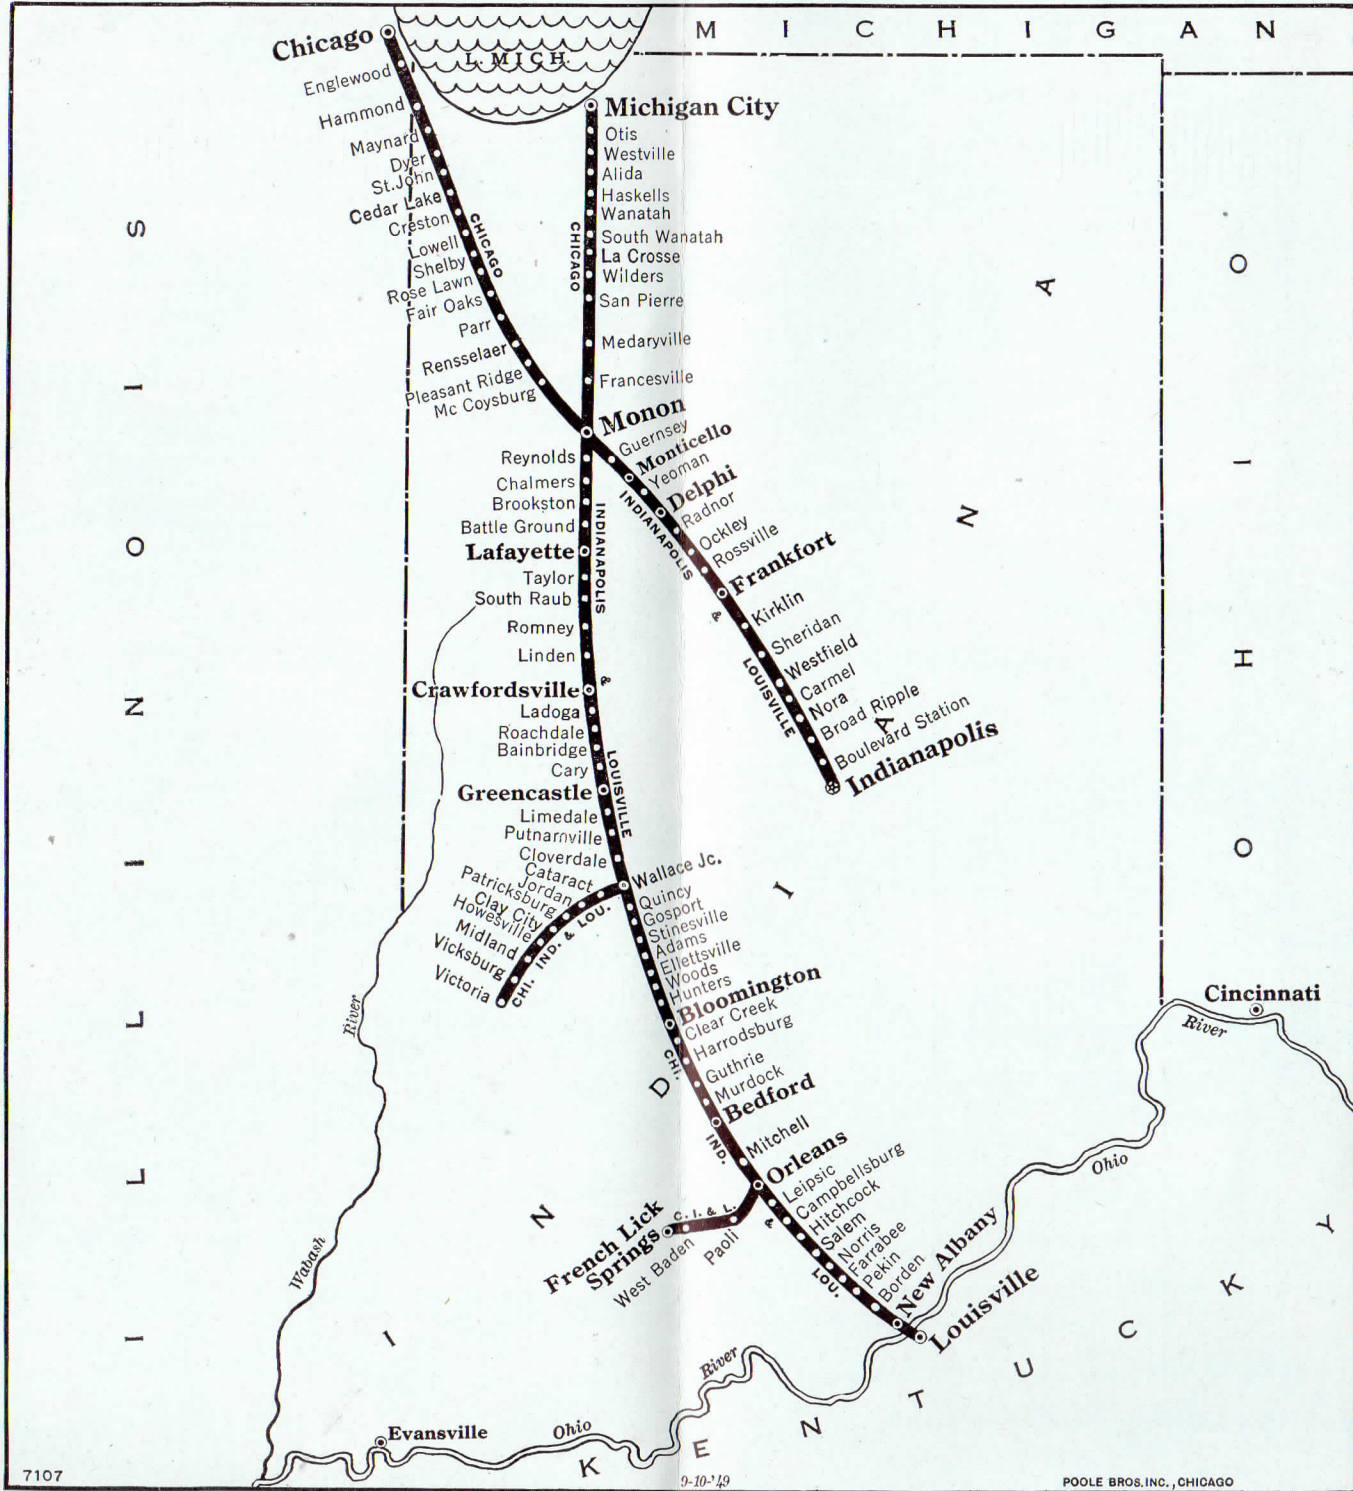 MICHIGAN
L. MICH.
Chicago
Englewood
Hammond
Maynard
Dyer
St. John
Cedar Lake
Creston
Lowell
Shelby
Rose Lawn
Fair Oaks
Parr
Rensselaer
Pleasant Ridge
Mc Coysburg
CHICAGO
Michigan City
Otis
Westville
Alida
Haskells
Wanatah
South Wanatah
La Crosse
Wilders
San Pierre
Medaryville
Francesville
CHICAGO
Monon
Guernsey
Monticello
Yeoman
Delphi
Radnor
Ockley
Rossville
Frankfort
Kirklin
Sheridan
Westfield
Carmel
Nora
Broad Ripple
Boulevard Station
Indianapolis
INDIANAPOLIS
&
LOUISVILLE
Reynolds
Chalmers
Brookston
Battle Ground
Lafayette
Taylor
South Raub
Romney
Linden
Crawfordsville
Ladoga
Roachdale
Bainbridge
Cary
Greencastle
Limedale
Putnamville
Cloverdale
INDIANAPOLIS
&
LOUISVILLE
Wallace Jc.
Cataract
Jordan
Patricksburg
Clay City
Howesville
Midland
Vicksburg
Victoria
CHI. IND. & LOU.
Quincy
Gosport
Stinesville
Adams
Ellettsville
Woods
Hunters
Bloomington
Clear Creek
Harrodsburg
Guthrie
Murdock
Bedford
Mitchell
Orleans
Leipsic
Campbellsburg
Hitchcock
Salem
Norris
Farrabee
Pekin
Borden
New Albany
Louisville
CHI.
IND.
&
LOU.
C. I. & L.
Paoli
West Baden
French Lick
Springs
Cincinnati
River
Ohio
River
Ohio
Evansville
River
Wabash
ILLINOIS
INDIANA
OHIO
KENTUCKY
7107
9-10-'49
POOLE BROS. INC., CHICAGO